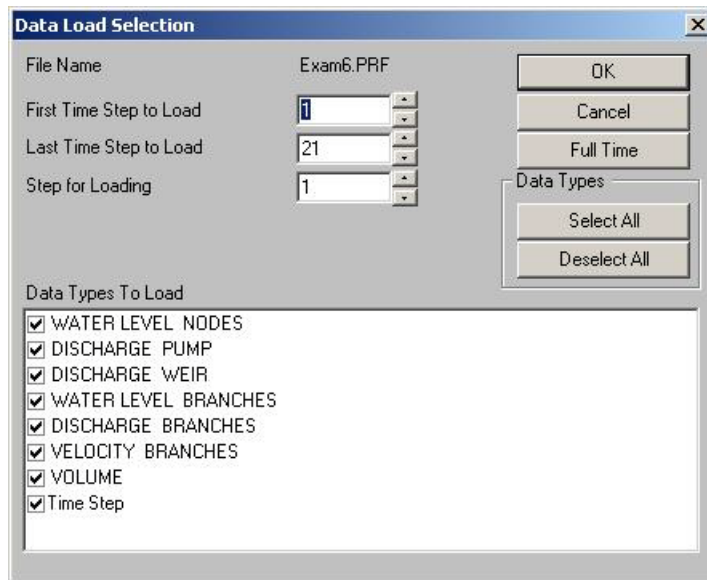 Data Load Selection
File Name Exam6.PRF
First Time Step to Load 1
Last Time Step to Load 21
Step for Loading 1
OK
Cancel
Full Time
Data Types
Select All
Deselect All
Data Types To Load
WATER LEVEL NODES
DISCHARGE PUMP
DISCHARGE WEIR
WATER LEVEL BRANCHES
DISCHARGE BRANCHES
VELOCITY BRANCHES
VOLUME
Time Step